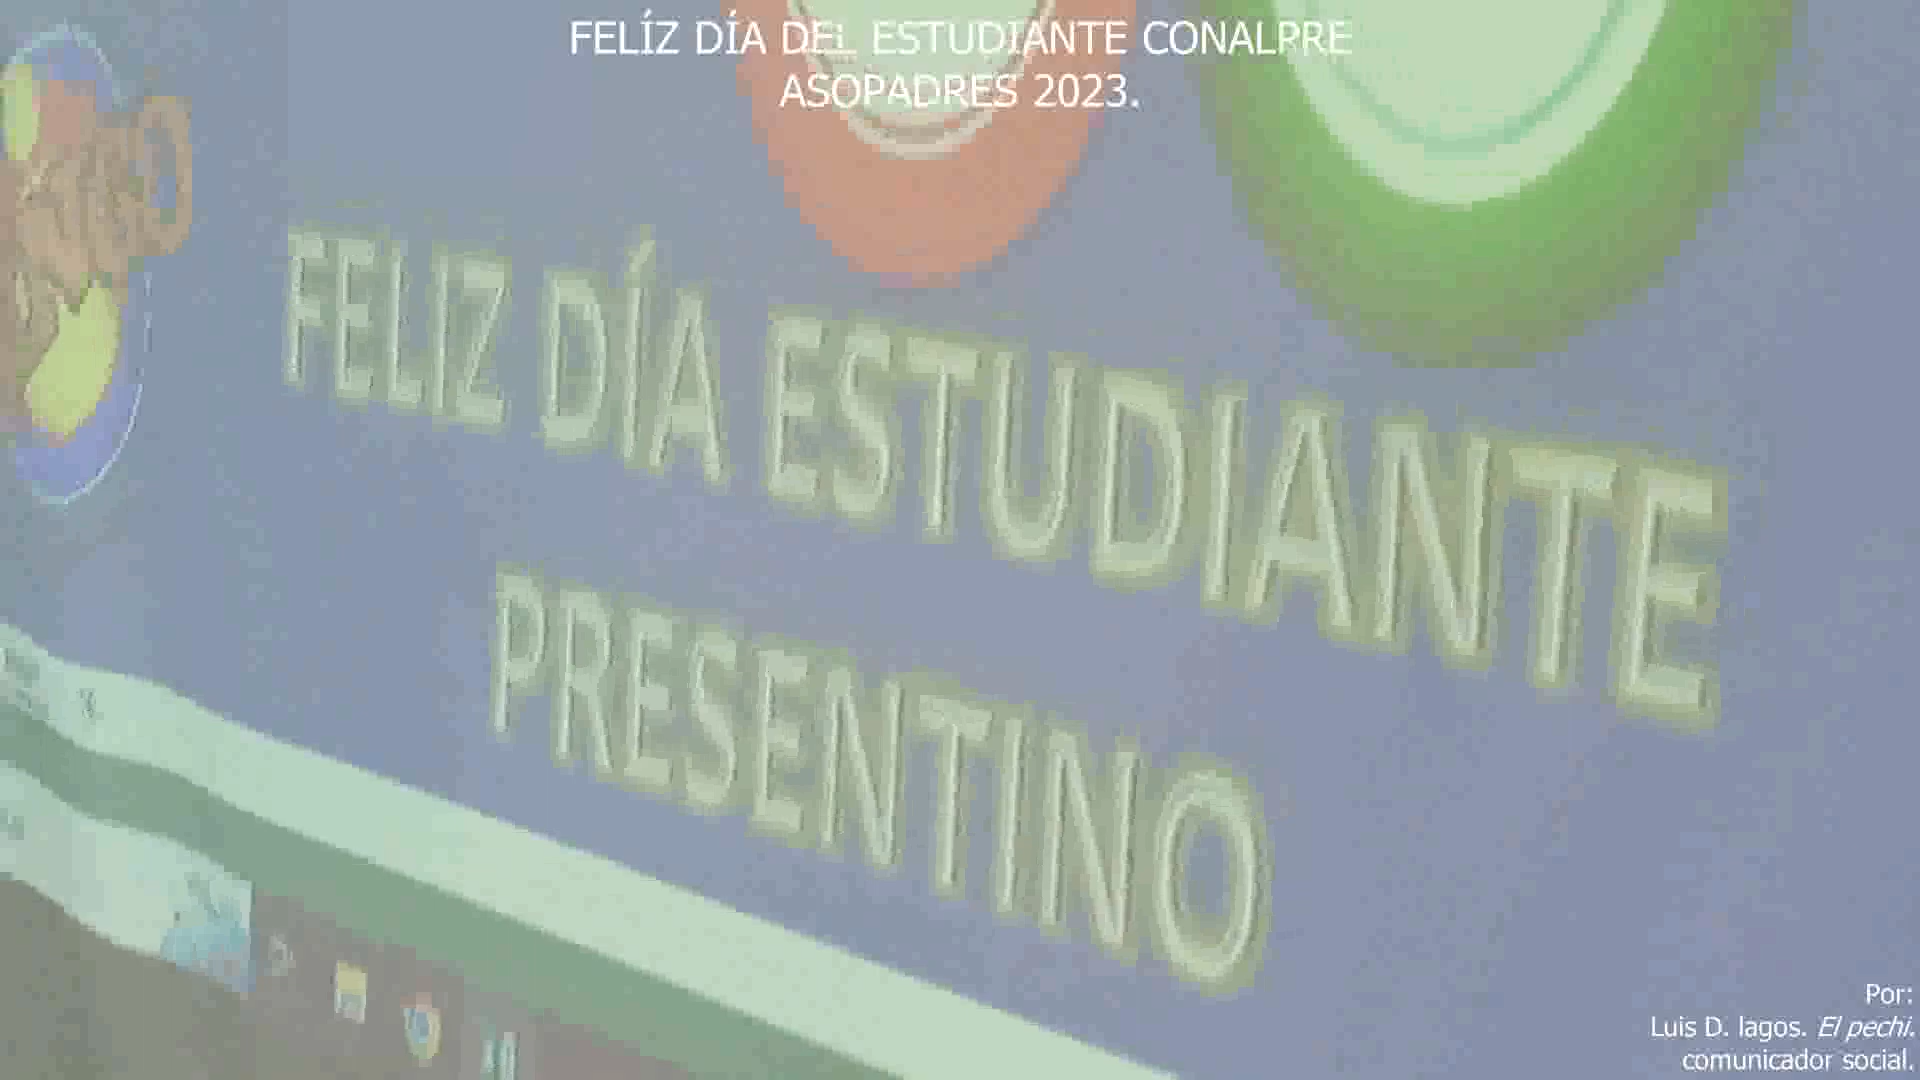 FELÍZ DÍA DEL ESTUDIANTE CONALPRE
ASOPADRES 2023.
FELIZ DÍA ESTUDIANTE
PRESENTINO
Por:
Luis D. lagos. El pechi.
comunicador social.